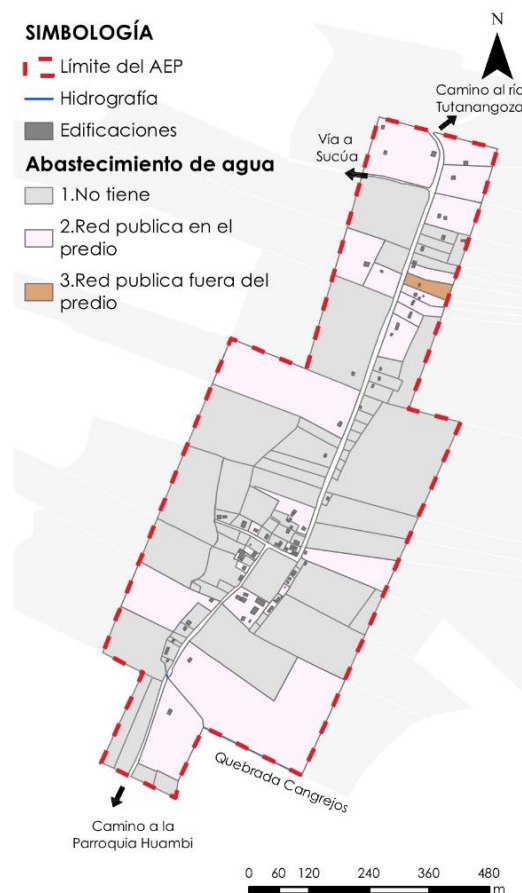 SIMBOLOGÍA
Límite del AEP
Hidrografía
Edificaciones
Abastecimiento de agua
1.No tiene
2.Red publica en el
predio
3.Red publica fuera del
predio
N
Camino al río
Tutanangoza
Vía a
Sucúa
Quebrada Cangrejos
Camino a la
Parroquia Huambi
0 60 120 240 360 480
m